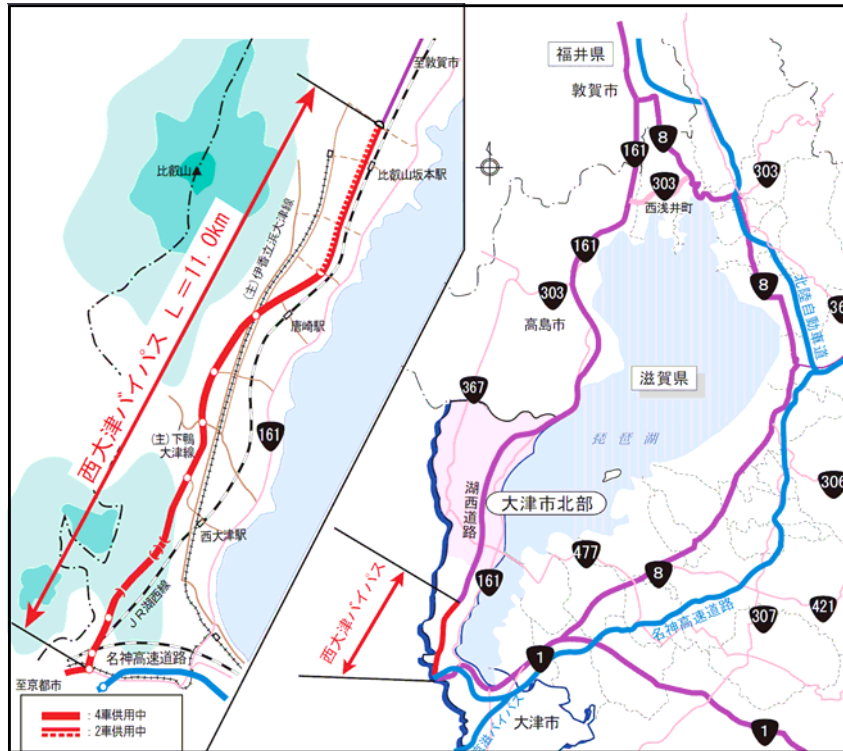 至敦賀市
比叡山
比叡山坂本駅
(主)伊香立浜大津線
西大津バイパス L=11.0km
唐崎駅
(主)下鴨
大津線
161
西大津駅
JR湖西線
名神高速道路
至京都市
:4車供用中
:2車供用中
福井県
敦賀市
8
161
303
303
西浅井町
161
8
303
北陸自動車道
高島市
滋賀県
367
琵琶湖
306
湖西道路
大津市北部
477
161
8
西大津バイパス
421
307
名神高速道路
1
大津市
1